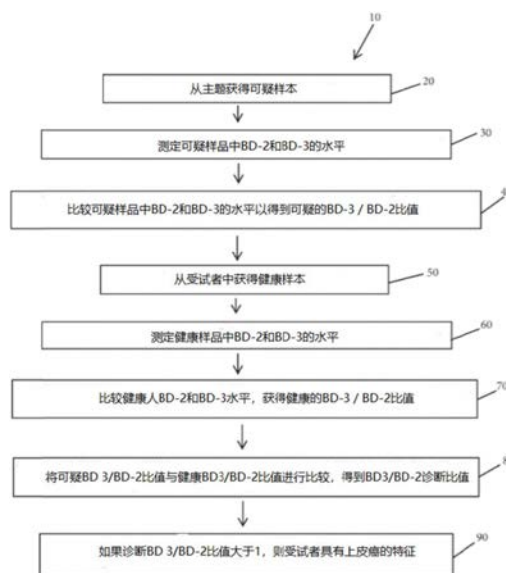 10
从主题获得可疑样本
20
测定可疑样品中BD-2和BD-3的水平
30
比较可疑样品中BD-2和BD-3的水平以得到可疑的BD-3 / BD-2比值
从受试者中获得健康样本
50
测定健康样品中BD-2和BD-3的水平
60
比较健康人BD-2和BD-3水平，获得健康的BD-3 / BD-2比值
70
将可疑BD 3/BD-2比值与健康BD3/BD-2比值进行比较，得到BD3/BD-2诊断比值
如果诊断BD 3/BD-2比值大于1，则受试者具有上皮癌的特征
90